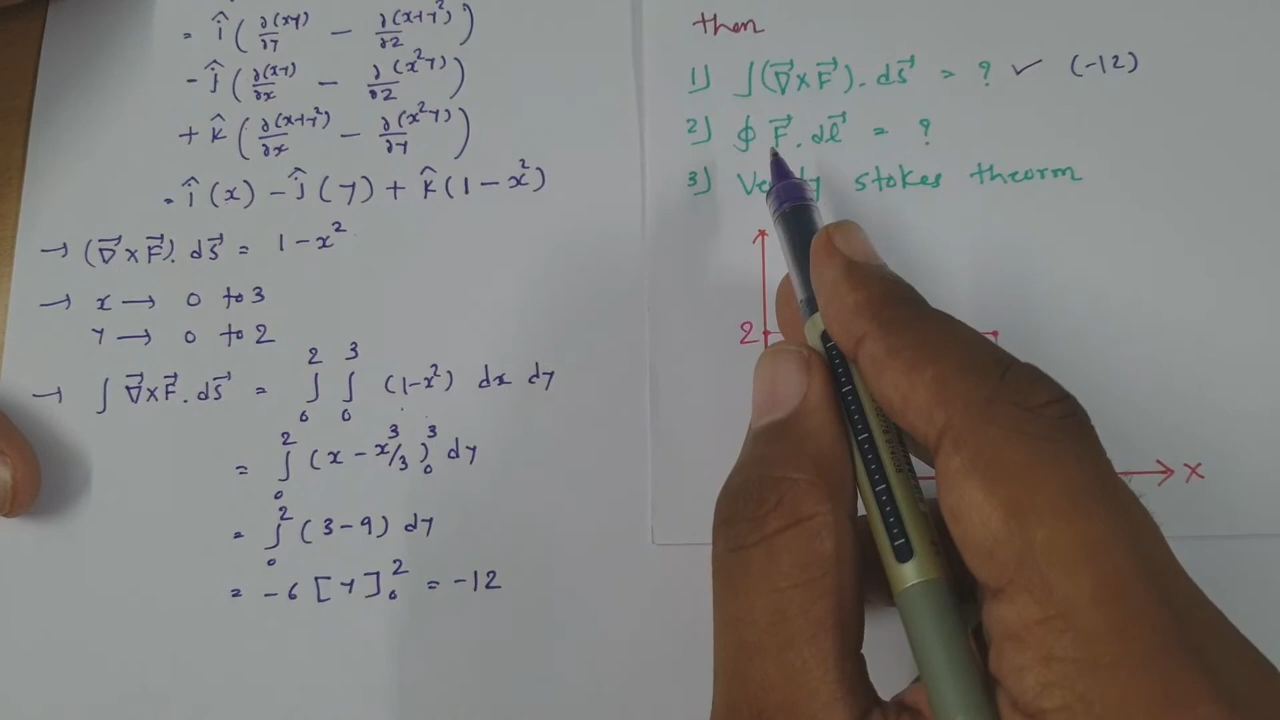 = î ( ∂(xy)/∂y − ∂(x+y²)/∂z )
− ĵ ( ∂(xy)/∂x − ∂(x²y)/∂z )
+ k̂ ( ∂(x+y²)/∂x − ∂(x²y)/∂y )
= î (x) − ĵ (y) + k̂ (1 − x²)
→ (∇⃗ × F⃗) . ds⃗ = 1 − x²
→ x → 0 to 3
y → 0 to 2
→ ∫ ∇⃗ × F⃗ . ds⃗ = ∫₀² ∫₀³ (1 − x²) dx dy
= ∫₀² (x − x³/3)₀³ dy
= ∫₀² (3 − 9) dy
= −6 [y]₀² = −12
then
1) ∫(∇⃗ × F⃗) . ds⃗ = ? ✓ (−12)
2) ∮ F⃗ . dl⃗ = ?
3) stokes theorm
2
x